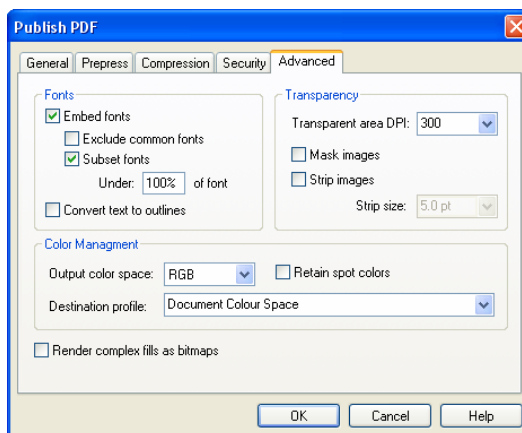 Publish PDF
General Prepress Compression Security Advanced
Fonts
Embed fonts
Exclude common fonts
Subset fonts
Under: 100% of font
Convert text to outlines
Transparency
Transparent area DPI: 300
Mask images
Strip images
Strip size: 5.0 pt
Color Managment
Output color space: RGB Retain spot colors
Destination profile: Document Colour Space
Render complex fills as bitmaps
OK Cancel Help